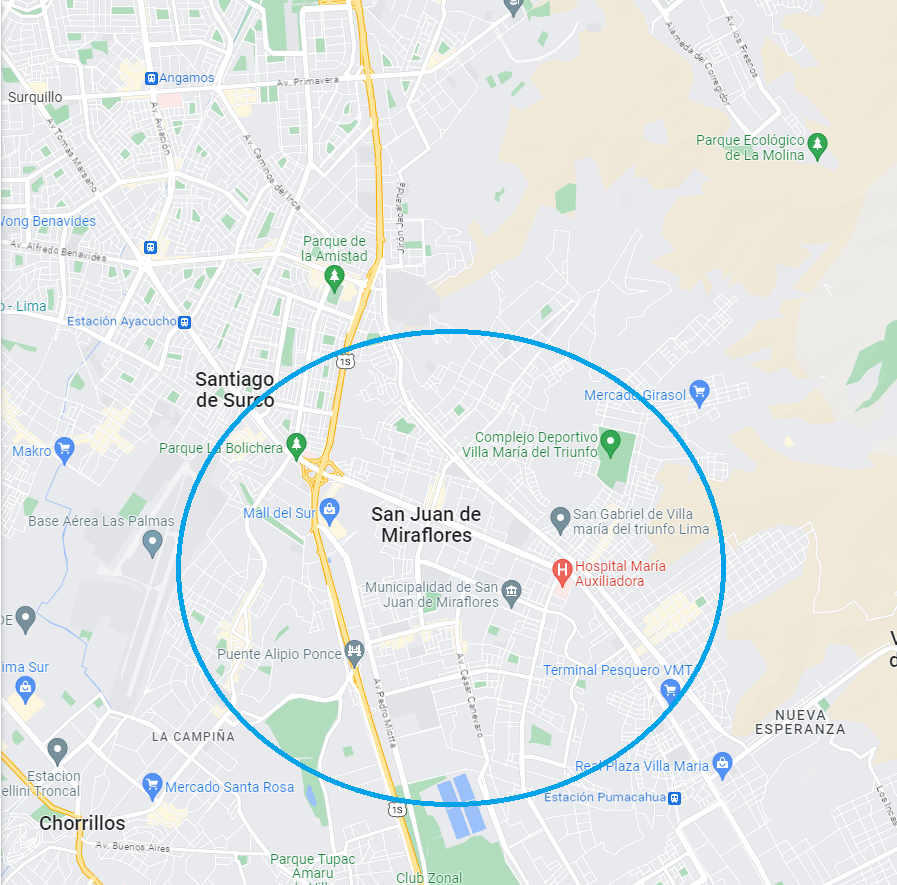 Angamos
Av. Primavera
Surquillo
Av. Aviación
Av Tomás Marsano
Av. Caminos del Inca
Alameda del Corregidor
Av. los Fresnos
Parque Ecológico
de La Molina
Wong Benavides
Av. Alfredo Benavides
Parque de
la Amistad
o - Lima
Estación Ayacucho
1S
Santiago
de Surco
Mercado Girasol
Parque La Bolichera
Complejo Deportivo
Villa María del Triunfo
Makro
Mall del Sur
San Juan de
Miraflores
San Gabriel de Villa
maría del triunfo Lima
Base Aérea Las Palmas
Hospital María
Auxiliadora
Municipalidad de San
Juan de Miraflores
DE
Puente Alipio Ponce
ima Sur
Terminal Pesquero VMT
Av. César Canevaro
Av Pedro Miotta
V
d
LA CAMPIÑA
NUEVA
ESPERANZA
Estacion
ellini Troncal
Mercado Santa Rosa
Real Plaza Villa Maria
Estación Pumacahua
1S
Los Incas
Chorrillos
Av. Buenos Aires
Parque Tupac
Amaru
Club Zonal